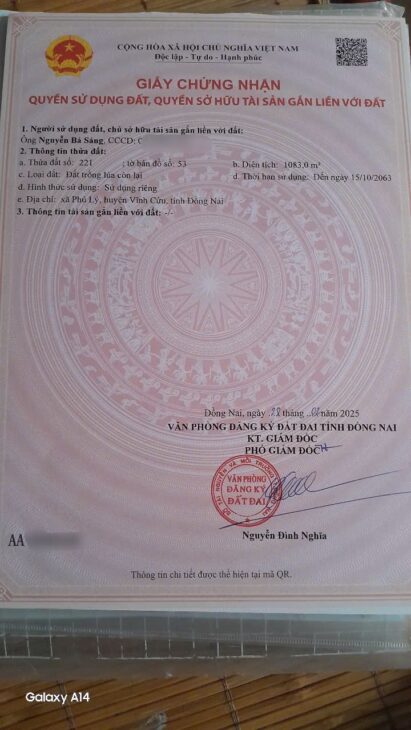 CỘNG HÒA XÃ HỘI CHỦ NGHĨA VIỆT NAM
Độc lập - Tự do - Hạnh phúc
GIẤY CHỨNG NHẬN
QUYỀN SỬ DỤNG ĐẤT, QUYỀN SỞ HỮU TÀI SẢN GẮN LIỀN VỚI ĐẤT
1. Người sử dụng đất, chủ sở hữu tài sản gắn liền với đất:
Ông Nguyễn Bá Sáng, CCCD:
2. Thông tin thửa đất:
a. Thửa đất số: 221 ; tờ bản đồ số: 53 b. Diện tích: 1083,0 m²
c. Loại đất: Đất trồng lúa còn lại d. Thời hạn sử dụng: Đến ngày 15/10/2063
đ. Hình thức sử dụng: Sử dụng riêng
e. Địa chỉ: xã Phú Lý, huyện Vĩnh Cửu, tỉnh Đồng Nai
3. Thông tin tài sản gắn liền với đất: -/-
Đồng Nai, ngày 28 tháng năm 2025
VĂN PHÒNG ĐĂNG KÝ ĐẤT ĐAI TỈNH ĐỒNG NAI
KT. GIÁM ĐỐC
PHÓ GIÁM ĐỐC
VĂN PHÒNG
ĐĂNG KÝ
ĐẤT ĐAI
Nguyễn Đình Nghĩa
AA
Thông tin chi tiết được thể hiện tại mã QR.
Galaxy A14